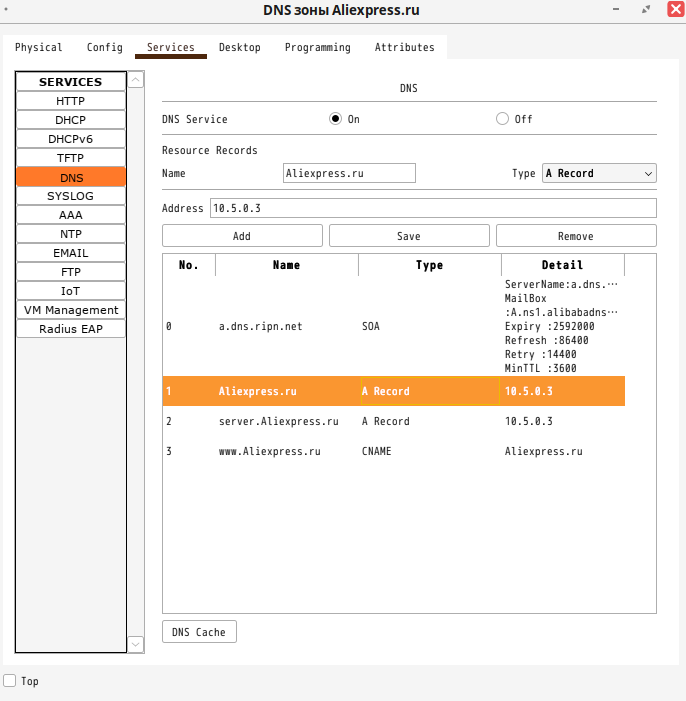 DNS зоны Aliexpress.ru
Physical Config Services Desktop Programming Attributes
SERVICES
HTTP
DHCP
DHCPv6
TFTP
DNS
SYSLOG
AAA
NTP
EMAIL
FTP
IoT
VM Management
Radius EAP
DNS
DNS Service On Off
Resource Records
Name Aliexpress.ru Type A Record
Address 10.5.0.3
Add Save Remove
No. Name Type Detail
0 a.dns.ripn.net SOA
ServerName:a.dns.…
MailBox
:A.ns1.alibabadns…
Expiry :2592000
Refresh :86400
Retry :14400
MinTTL :3600
1 Aliexpress.ru A Record 10.5.0.3
2 server.Aliexpress.ru A Record 10.5.0.3
3 www.Aliexpress.ru CNAME Aliexpress.ru
DNS Cache
Top